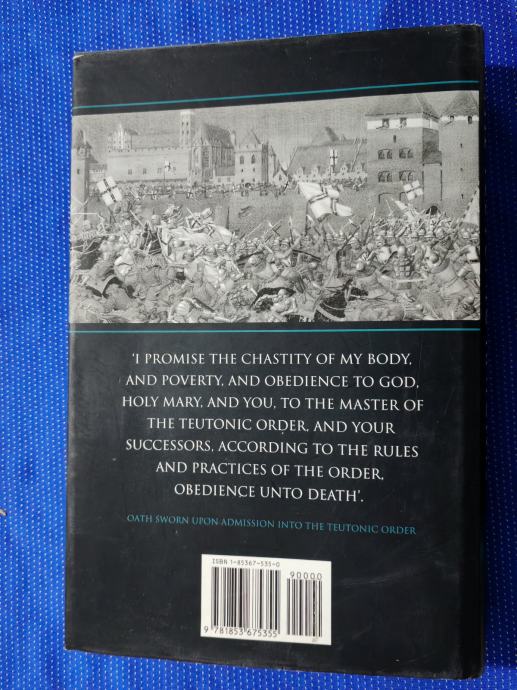 'I PROMISE THE CHASTITY OF MY BODY,
AND POVERTY, AND OBEDIENCE TO GOD,
HOLY MARY, AND YOU, TO THE MASTER OF
THE TEUTONIC ORDER, AND YOUR
SUCCESSORS, ACCORDING TO THE RULES
AND PRACTICES OF THE ORDER,
OBEDIENCE UNTO DEATH'.
OATH SWORN UPON ADMISSION INTO THE TEUTONIC ORDER
ISBN 1-85367-535-0
90000
9 781853 675355